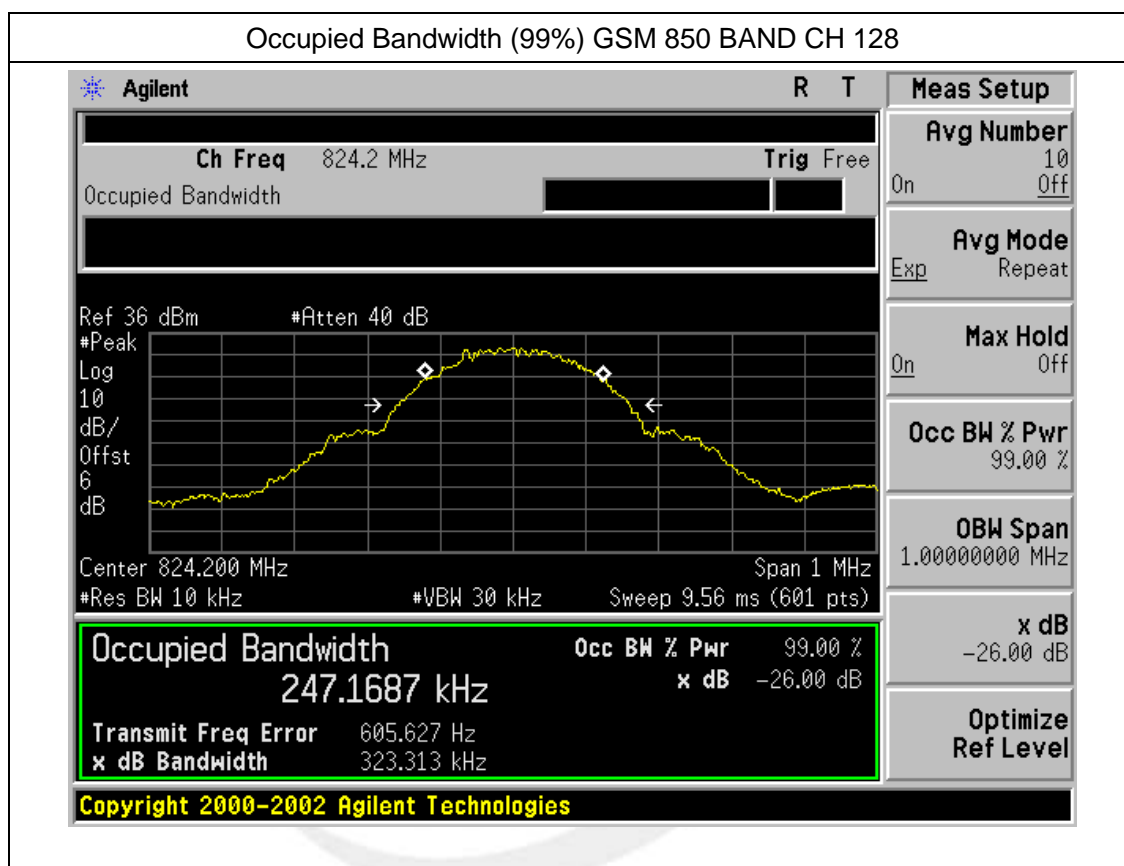 Occupied Bandwidth (99%) GSM 850 BAND CH 128
Agilent R T
Ch Freq 824.2 MHz Trig Free
Occupied Bandwidth
Ref 36 dBm #Atten 40 dB
#Peak
Log
10
dB/
Offst
6
dB
Center 824.200 MHz Span 1 MHz
#Res BW 10 kHz #VBW 30 kHz Sweep 9.56 ms (601 pts)
Occupied Bandwidth Occ BW % Pwr 99.00 %
247.1687 kHz x dB -26.00 dB
Transmit Freq Error 605.627 Hz
x dB Bandwidth 323.313 kHz
Copyright 2000-2002 Agilent Technologies
Meas Setup
Avg Number
10
On Off
Avg Mode
Exp Repeat
Max Hold
On Off
Occ BW % Pwr
99.00 %
OBW Span
1.00000000 MHz
x dB
-26.00 dB
Optimize
Ref Level